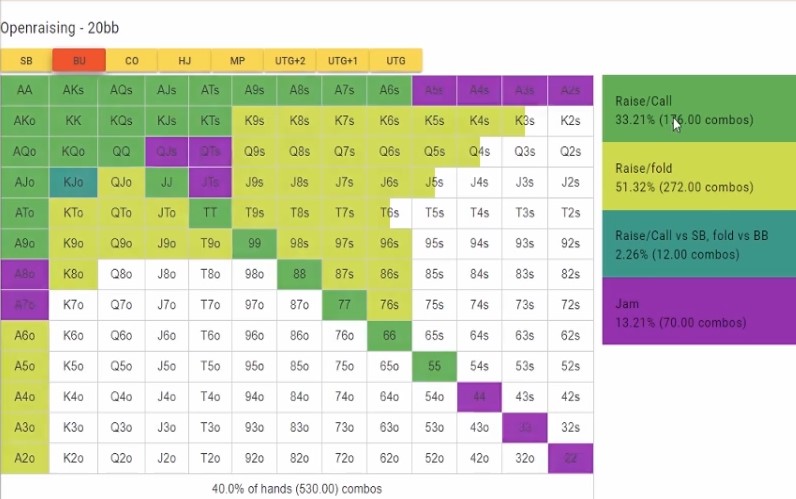 Openraising - 20bb
SB BU CO HJ MP UTG+2 UTG+1 UTG
AA AKs AQs AJs ATs A9s A8s A7s A6s A5s A4s A3s A2s
AKo KK KQs KJs KTs K9s K8s K7s K6s K5s K4s K3s K2s
AQo KQo QQ QJs QTs Q9s Q8s Q7s Q6s Q5s Q4s Q3s Q2s
AJo KJo QJo JJ JTs J9s J8s J7s J6s J5s J4s J3s J2s
ATo KTo QTo JTo TT T9s T8s T7s T6s T5s T4s T3s T2s
A9o K9o Q9o J9o T9o 99 98s 97s 96s 95s 94s 93s 92s
A8o K8o Q8o J8o T8o 98o 88 87s 86s 85s 84s 83s 82s
A7o K7o Q7o J7o T7o 97o 87o 77 76s 75s 74s 73s 72s
A6o K6o Q6o J6o T6o 96o 86o 76o 66 65s 64s 63s 62s
A5o K5o Q5o J5o T5o 95o 85o 75o 65o 55 54s 53s 52s
A4o K4o Q4o J4o T4o 94o 84o 74o 64o 54o 44 43s 42s
A3o K3o Q3o J3o T3o 93o 83o 73o 63o 53o 43o 33 32s
A2o K2o Q2o J2o T2o 92o 82o 72o 62o 52o 42o 32o 22
40.0% of hands (530.00) combos
Raise/Call
33.21% (176.00 combos)
Raise/fold
51.32% (272.00 combos)
Raise/Call vs SB, fold vs BB
2.26% (12.00 combos)
Jam
13.21% (70.00 combos)